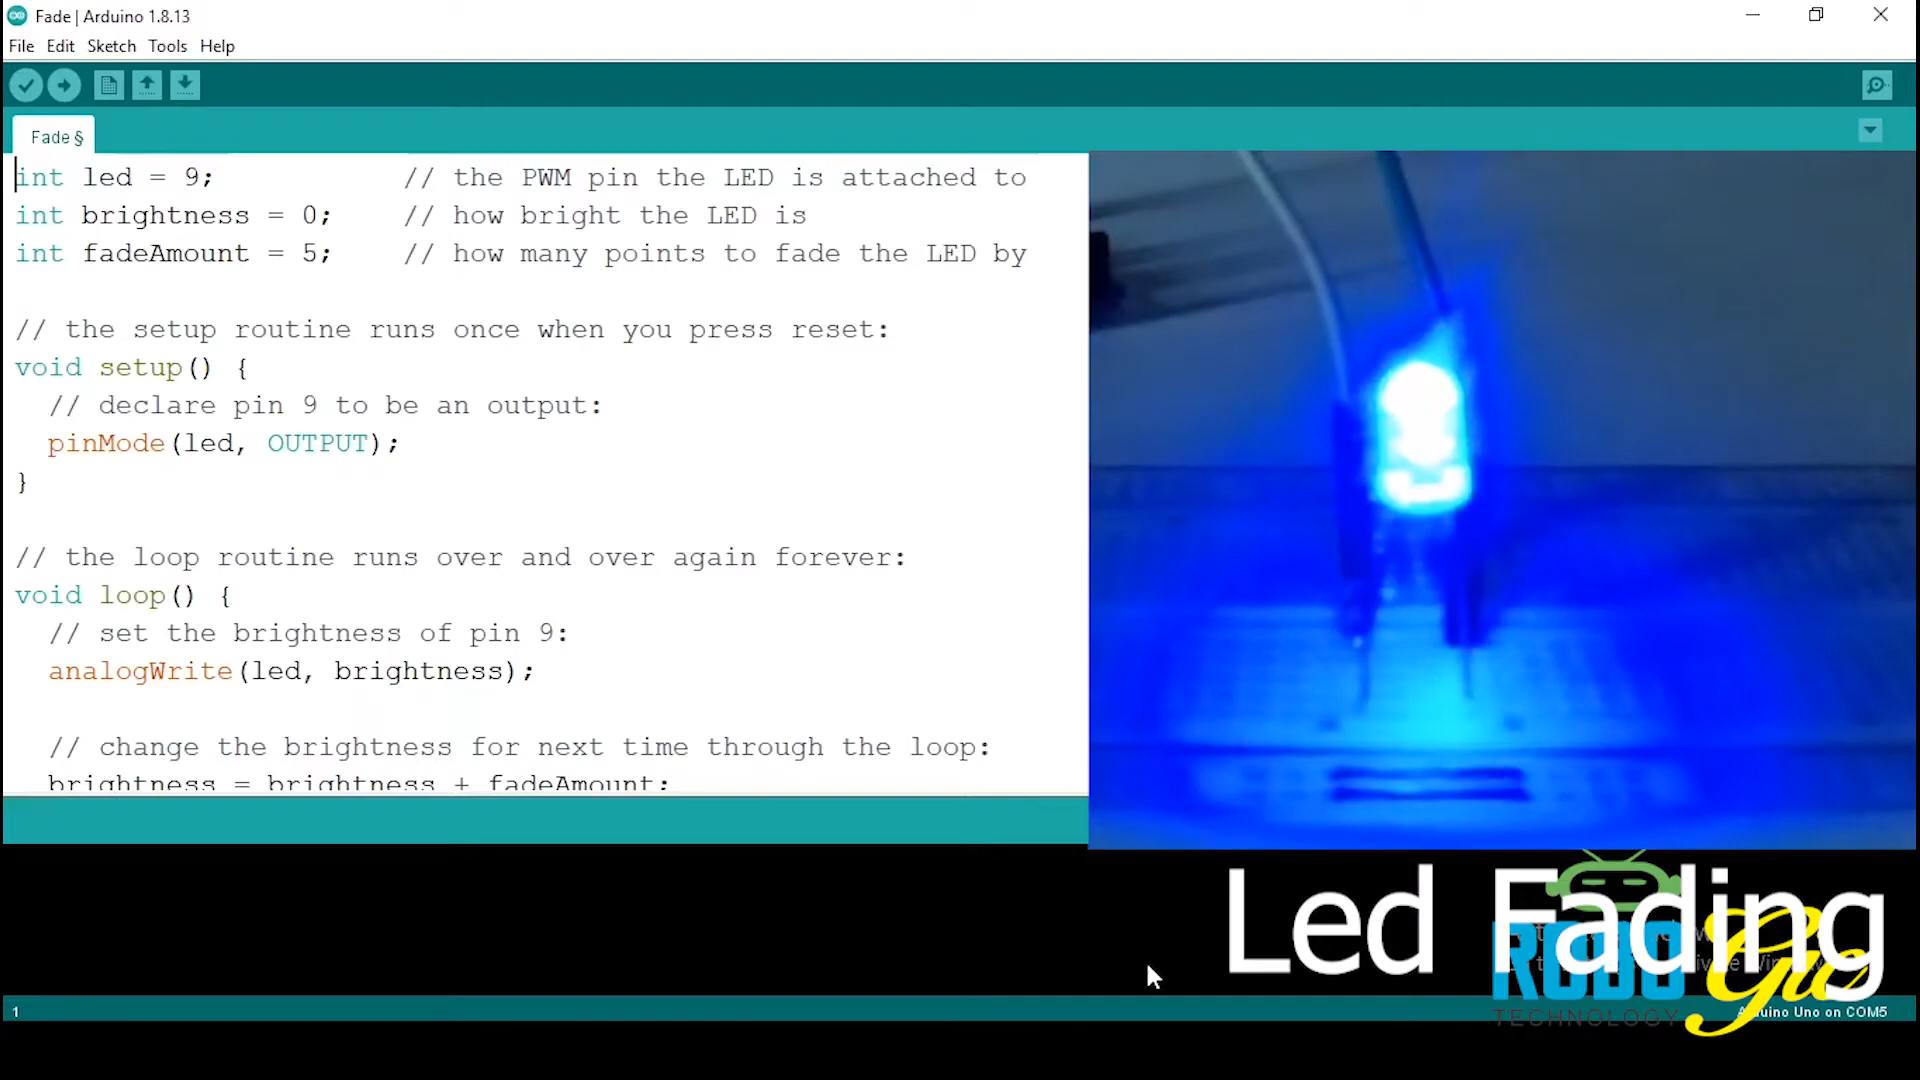 Fade | Arduino 1.8.13
File Edit Sketch Tools Help
Fade §
int led = 9; // the PWM pin the LED is attached to
int brightness = 0; // how bright the LED is
int fadeAmount = 5; // how many points to fade the LED by
// the setup routine runs once when you press reset:
void setup() {
// declare pin 9 to be an output:
pinMode(led, OUTPUT);
}
// the loop routine runs over and over again forever:
void loop() {
// set the brightness of pin 9:
analogWrite(led, brightness);
// change the brightness for next time through the loop:
brightness = brightness + fadeAmount;
Led Fading
ROBO Gio
TECHNOLOGY
1
Arduino Uno on COM5